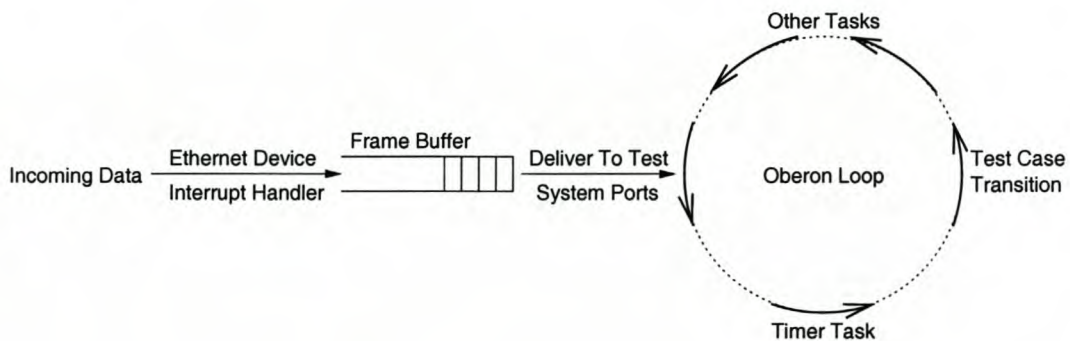 Other Tasks
Frame Buffer
Incoming Data
Ethernet Device
Interrupt Handler
Deliver To Test
System Ports
Oberon Loop
Test Case
Transition
Timer Task